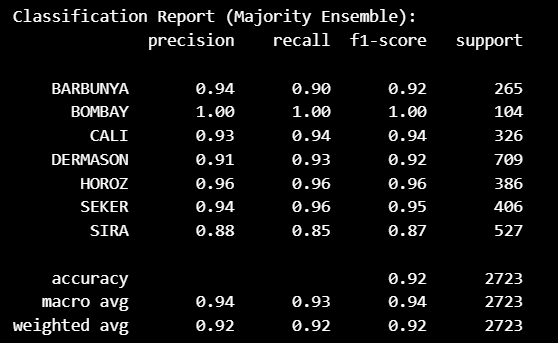 Classification Report (Majority Ensemble):
precision recall f1-score support
BARBUNYA 0.94 0.90 0.92 265
BOMBAY 1.00 1.00 1.00 104
CALI 0.93 0.94 0.94 326
DERMASON 0.91 0.93 0.92 709
HOROZ 0.96 0.96 0.96 386
SEKER 0.94 0.96 0.95 406
SIRA 0.88 0.85 0.87 527
accuracy 0.92 2723
macro avg 0.94 0.93 0.94 2723
weighted avg 0.92 0.92 0.92 2723